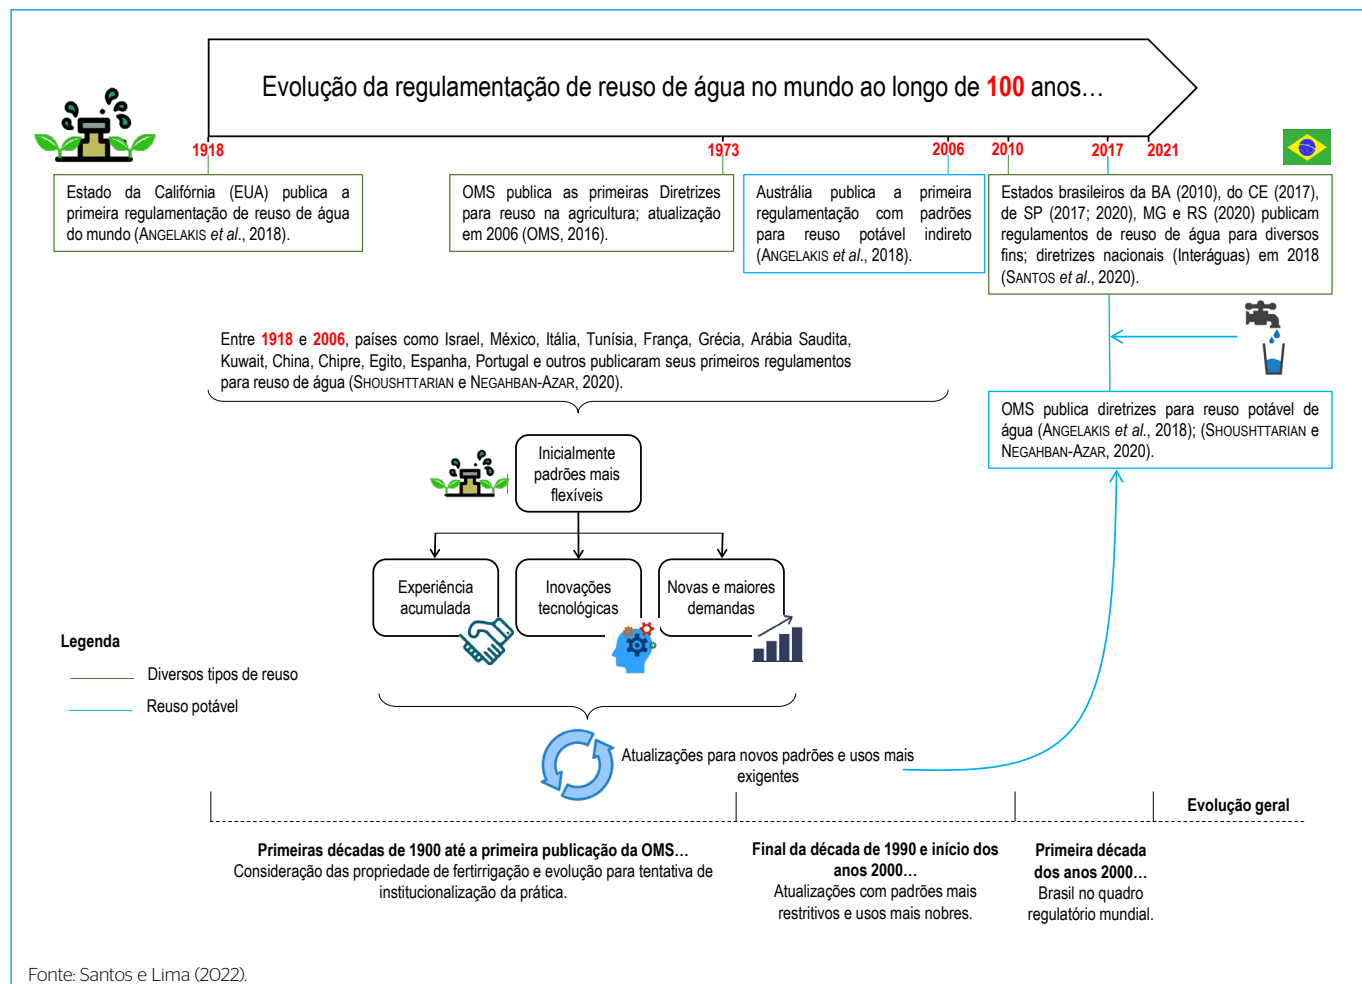 Evolução da regulamentação de reuso de água no mundo ao longo de 100 anos...
1918
1973
2006
2010
2017
2021
Estado da Califórnia (EUA) publica a
primeira regulamentação de reuso de água
do mundo (ANGELAKIS et al., 2018).
OMS publica as primeiras Diretrizes
para reuso na agricultura; atualização
em 2006 (OMS, 2016).
Austrália publica a primeira
regulamentação com padrões
para reuso potável indireto
(ANGELAKIS et al., 2018).
Estados brasileiros da BA (2010), do CE (2017),
de SP (2017; 2020), MG e RS (2020) publicam
regulamentos de reuso de água para diversos
fins; diretrizes nacionais (Interáguas) em 2018
(SANTOS et al., 2020).
Entre 1918 e 2006, países como Israel, México, Itália, Tunísia, França, Grécia, Arábia Saudita,
Kuwait, China, Chipre, Egito, Espanha, Portugal e outros publicaram seus primeiros regulamentos
para reuso de água (SHOUSHTTARIAN e NEGAHBAN-AZAR, 2020).
OMS publica diretrizes para reuso potável de
água (ANGELAKIS et al., 2018); (SHOUSHTTARIAN e
NEGAHBAN-AZAR, 2020).
Inicialmente
padrões mais
flexíveis
Experiência
acumulada
Inovações
tecnológicas
Novas e maiores
demandas
Legenda
Diversos tipos de reuso
Reuso potável
Atualizações para novos padrões e usos mais
exigentes
Evolução geral
Primeiras décadas de 1900 até a primeira publicação da OMS...
Consideração das propriedade de fertirrigação e evolução para tentativa de
institucionalização da prática.
Final da década de 1990 e início dos
anos 2000...
Atualizações com padrões mais
restritivos e usos mais nobres.
Primeira década
dos anos 2000...
Brasil no quadro
regulatório mundial.
Fonte: Santos e Lima (2022).